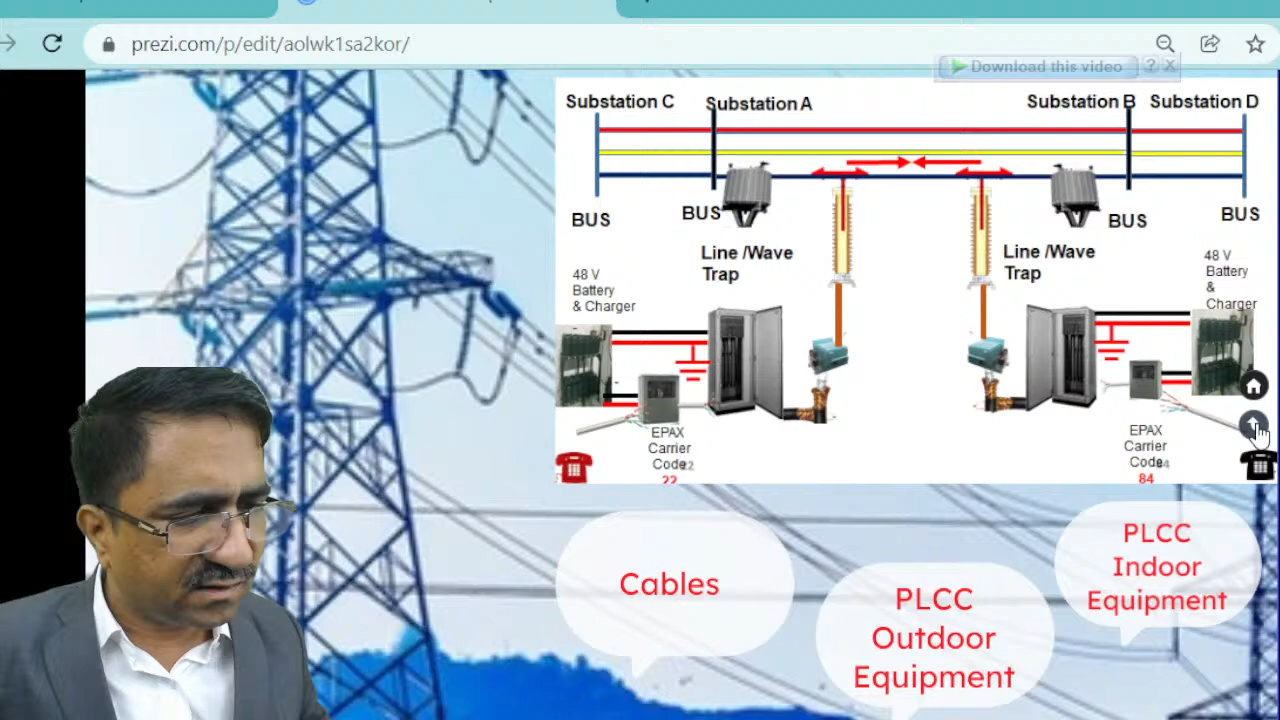 prezi.com/p/edit/aolwk1sa2kor/
Download this video ? X
Substation C Substation A Substation B Substation D
BUS BUS BUS BUS
Line /Wave
Trap
Line /Wave
Trap
48 V
Battery
& Charger
48 V
Battery
&
Charger
EPAX
Carrier
Code
22
EPAX
Carrier
Code
84
Cables
PLCC
Outdoor
Equipment
PLCC
Indoor
Equipment